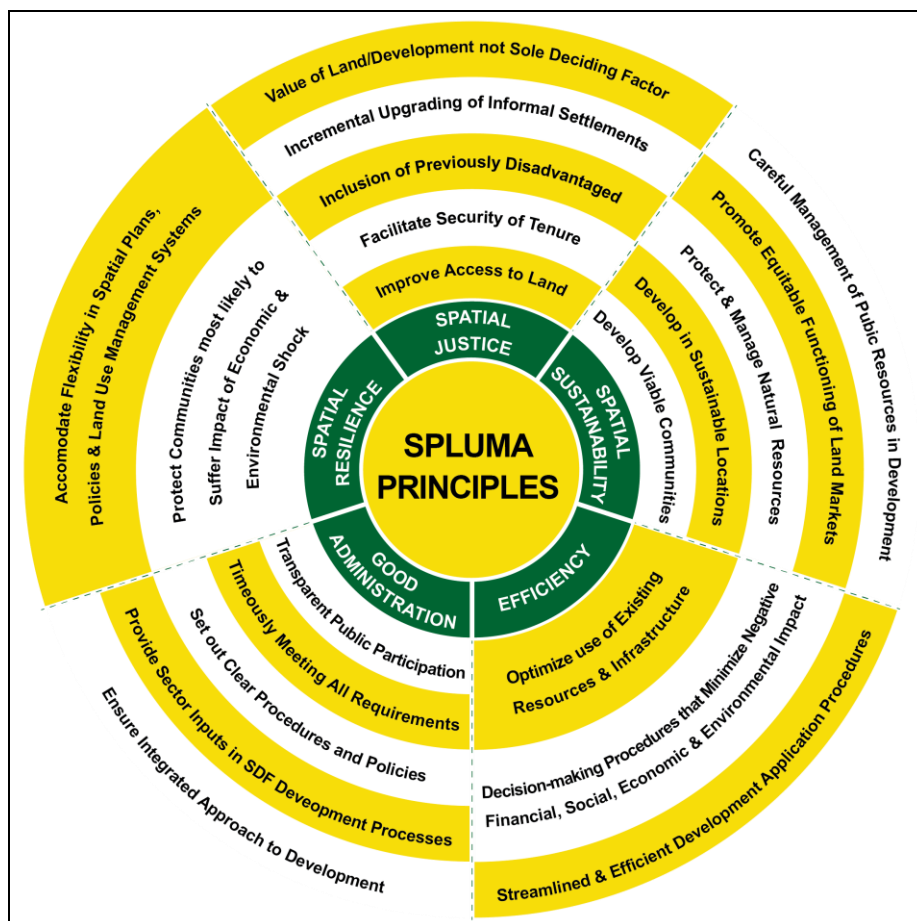 SPLUMA
PRINCIPLES
SPATIAL
JUSTICE
Improve Access to Land
Facilitate Security of Tenure
Inclusion of Previously Disadvantaged
Incremental Upgrading of Informal Settlements
Value of Land/Development not Sole Deciding Factor
SPATIAL
SUSTAINABILITY
Develop Viable Communities
Develop in Sustainable Locations
Protect & Manage Natural Resources
Promote Equitable Functioning of Land Markets
Careful Management of Pubic Resources in Development
EFFICIENCY
Optimize use of Existing
Resources & Infrastructure
Decision-making Procedures that Minimize Negative
Financial, Social, Economic & Environmental Impact
Streamlined & Efficient Development Application Procedures
GOOD
ADMINISTRATION
Transparent Public Participation
Timeously Meeting All Requirements
Set out Clear Procedures and Policies
Provide Sector Inputs in SDF Deveopment Processes
Ensure Integrated Approach to Development
SPATIAL
RESILIENCE
Protect Communities most likely to
Suffer Impact of Economic &
Environmental Shock
Accomodate Flexibility in Spatial Plans,
Policies & Land Use Management Systems